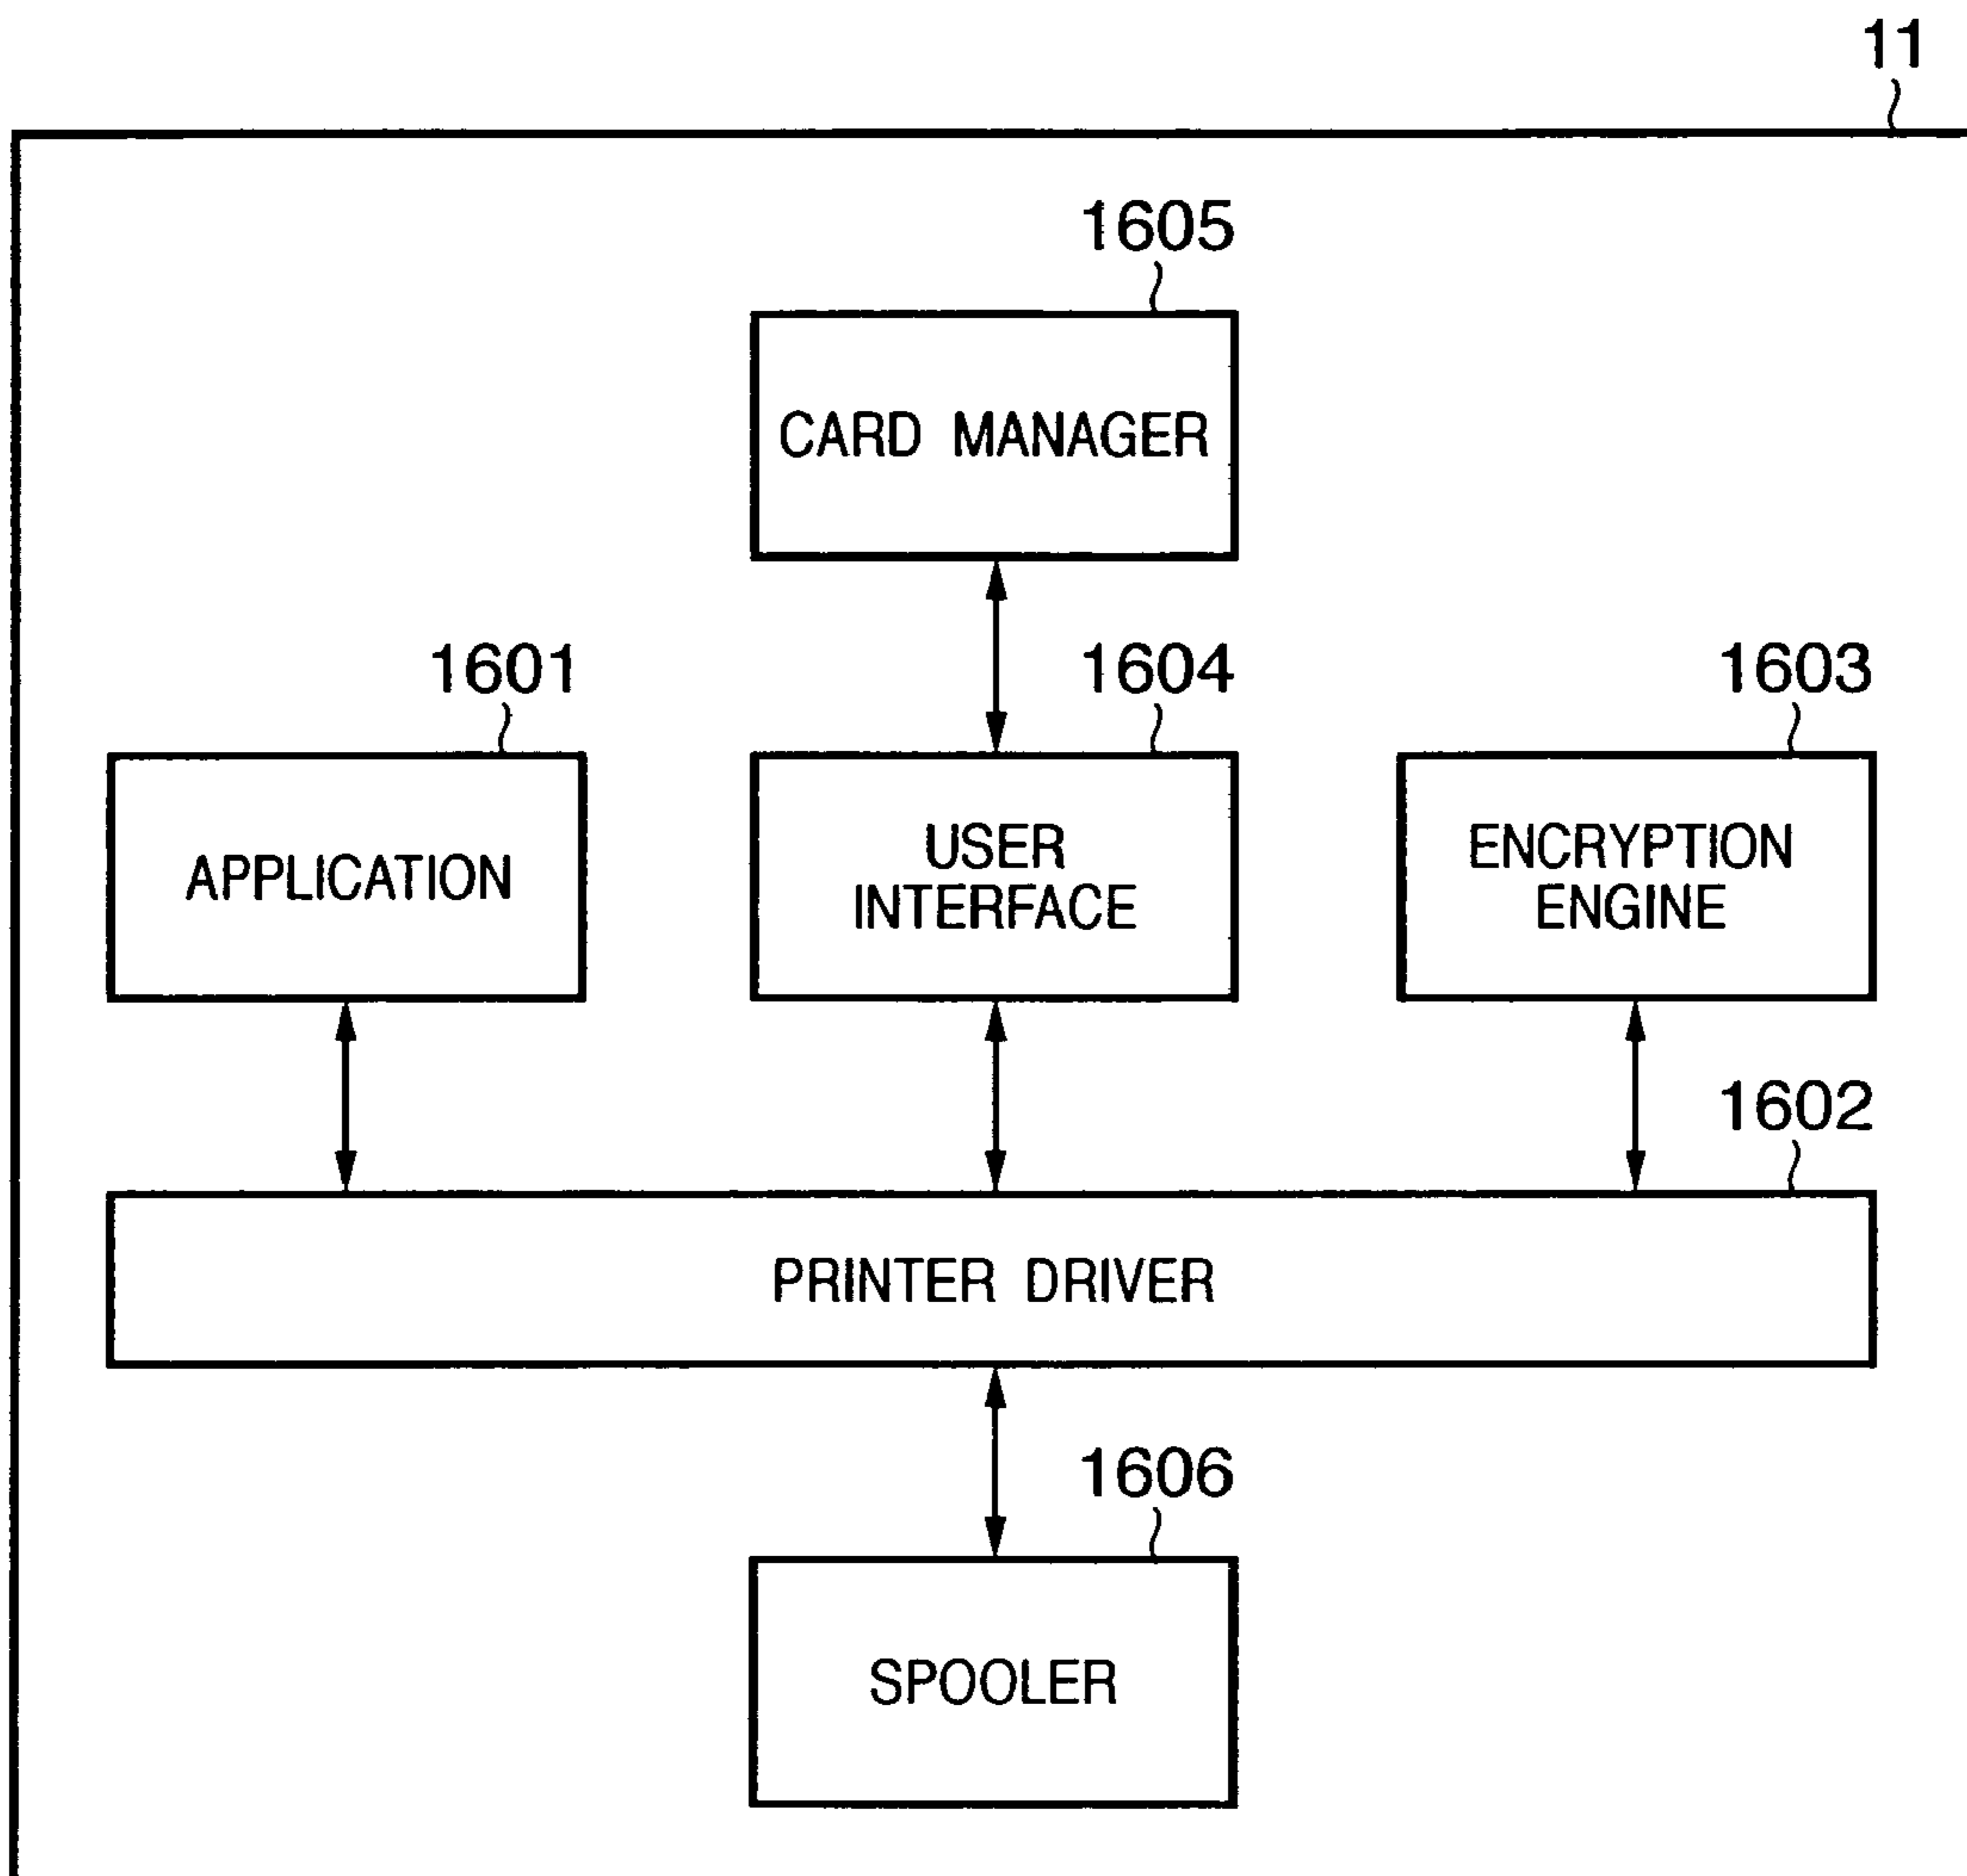 11
1605
CARD MANAGER
1601
1604
1603
APPLICATION
USER
INTERFACE
ENCRYPTION
ENGINE
1602
PRINTER DRIVER
1606
SPOOLER